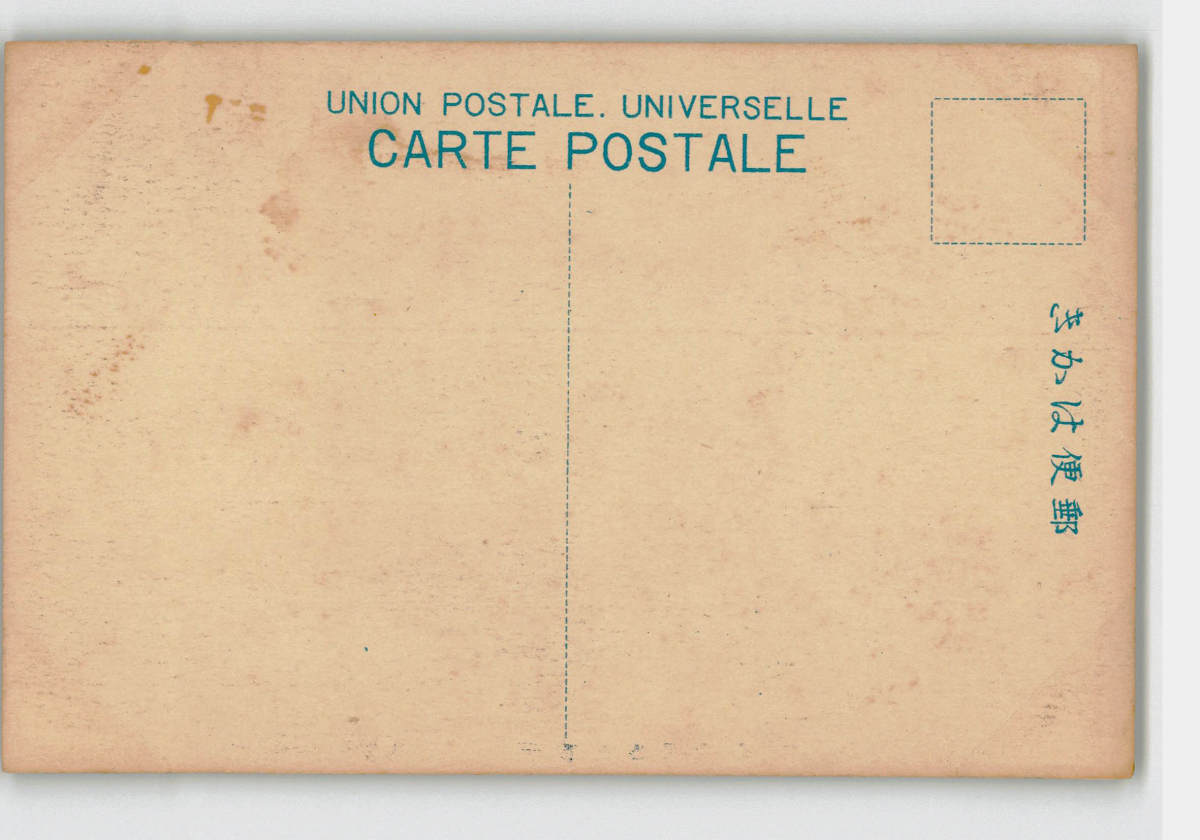 UNION POSTALE. UNIVERSELLE
CARTE POSTALE
郵便はかき